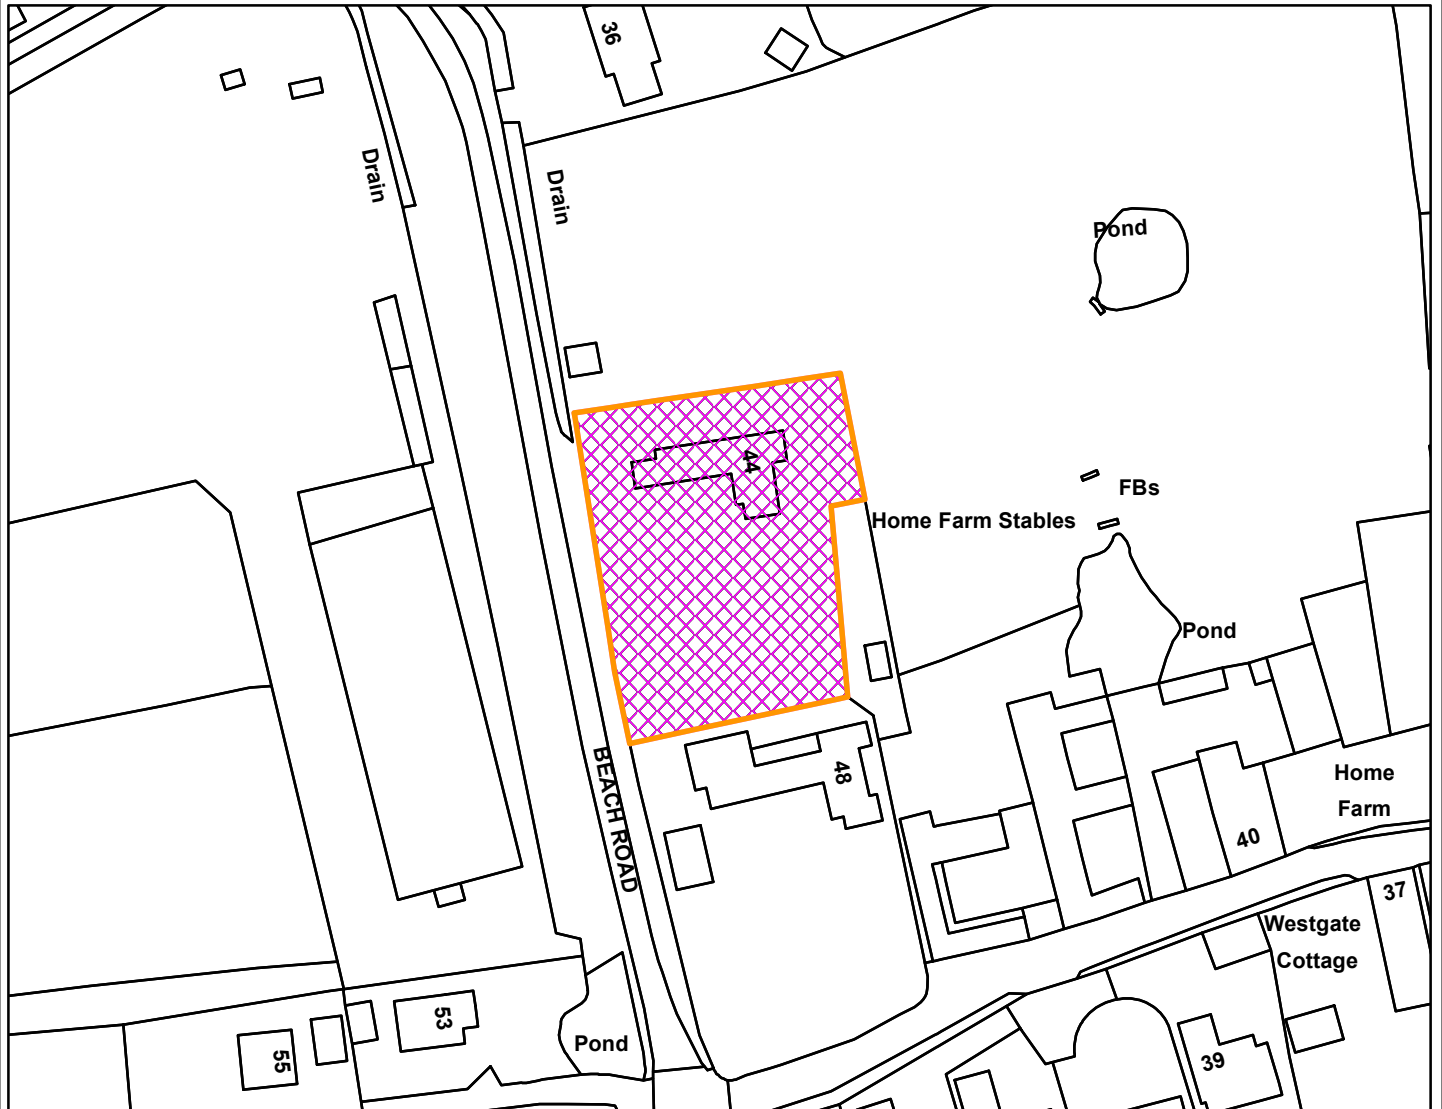 36
Drain
Drain
Pond
44
FBs
Home Farm Stables
Pond
BEACH ROAD
48
Home
Farm
40
37
Westgate
Cottage
53
Pond
55
39